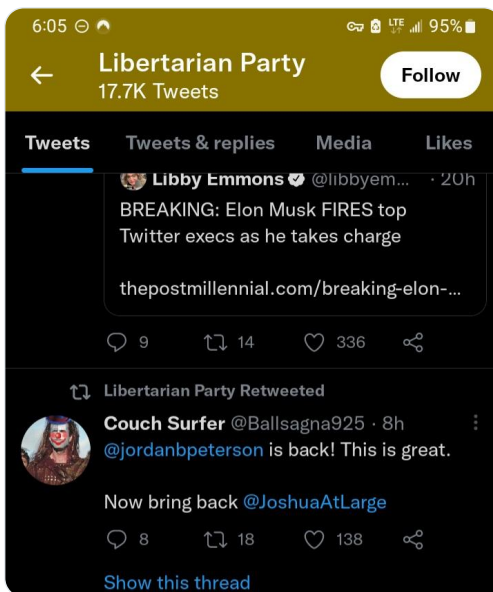 6:05 LTE 95%
Libertarian Party
17.7K Tweets
Follow
Tweets Tweets & replies Media Likes
Libby Emmons @libbyem... · 20h
BREAKING: Elon Musk FIRES top
Twitter execs as he takes charge
thepostmillennial.com/breaking-elon-...
9 14 336
Libertarian Party Retweeted
Couch Surfer @Ballsagna925 · 8h
@jordanbpeterson is back! This is great.
Now bring back @JoshuaAtLarge
8 18 138
Show this thread